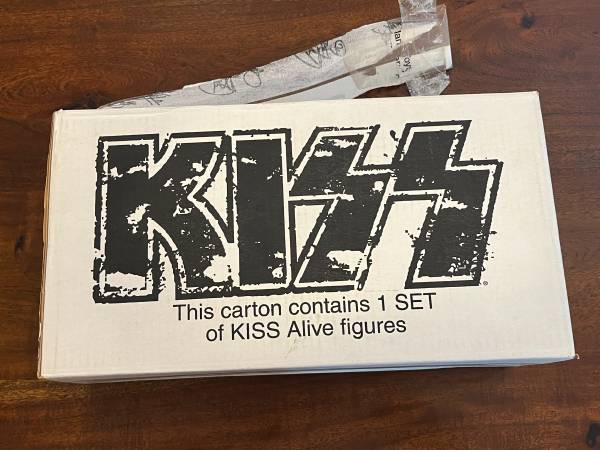 KISS
This carton contains 1 SET
of KISS Alive figures